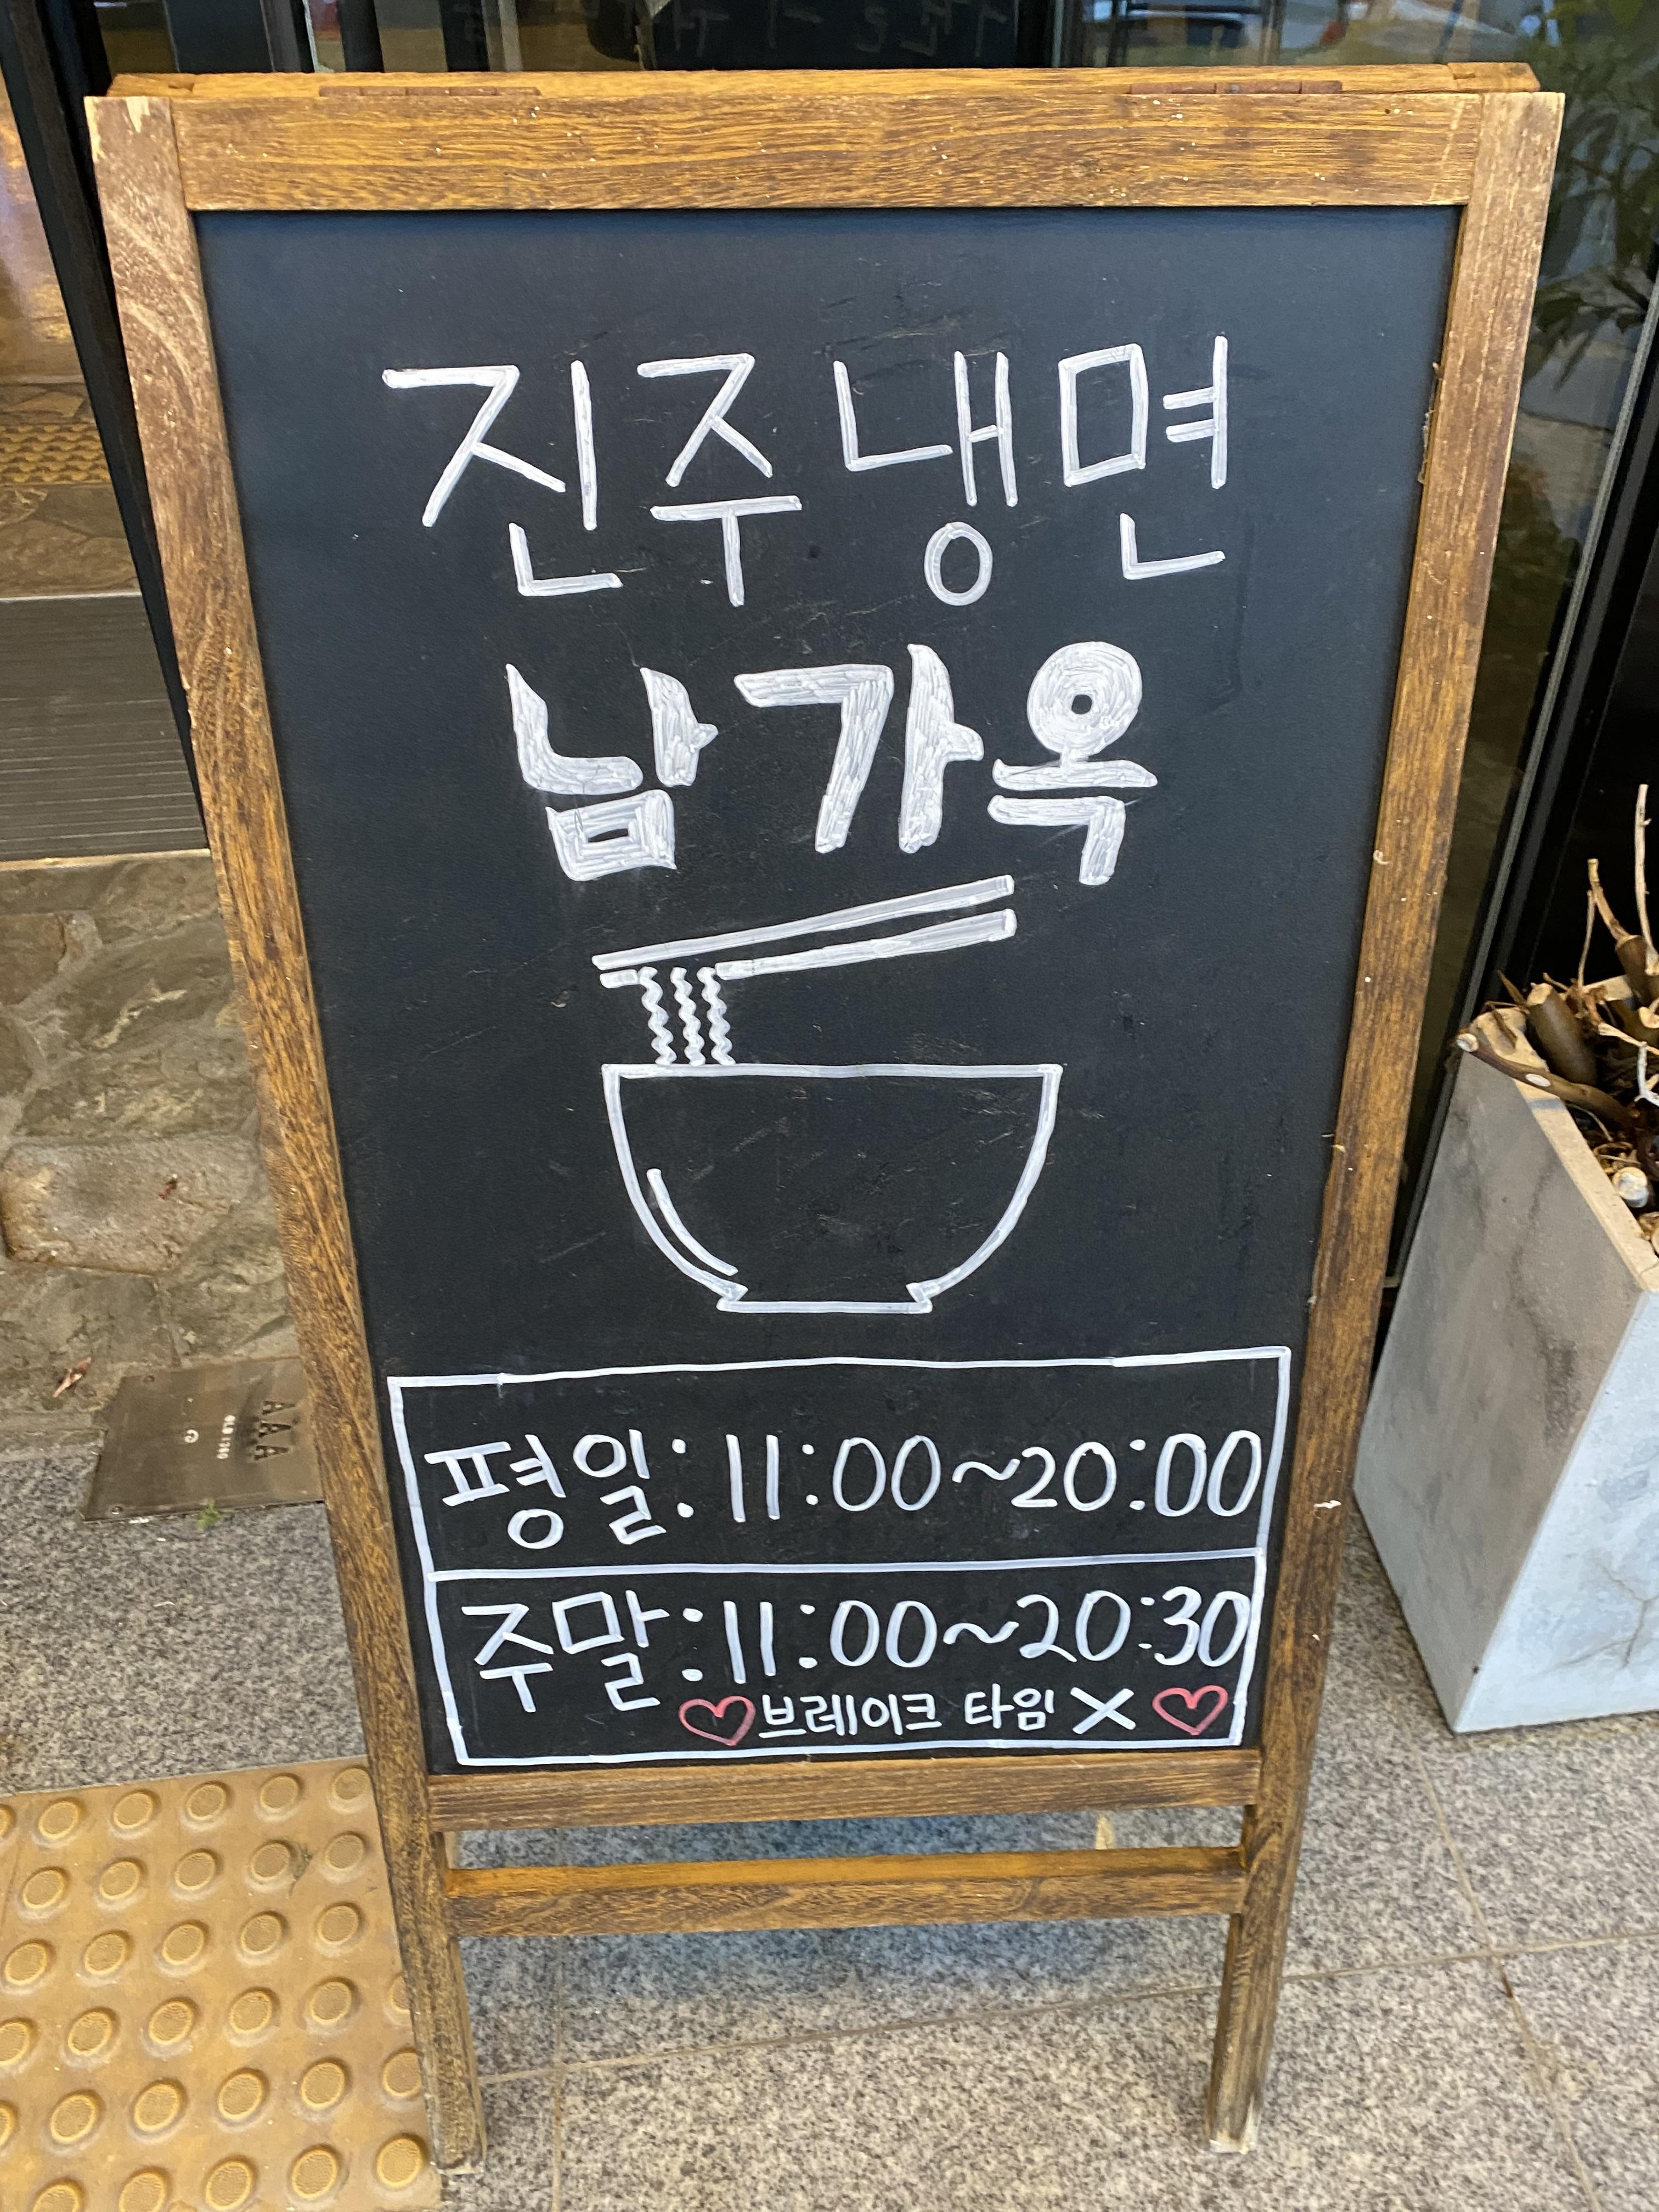 진주냉면
남가옥
평일:11:00~20:00
주말:11:00~20:30
♡브레이크 타임 X♡